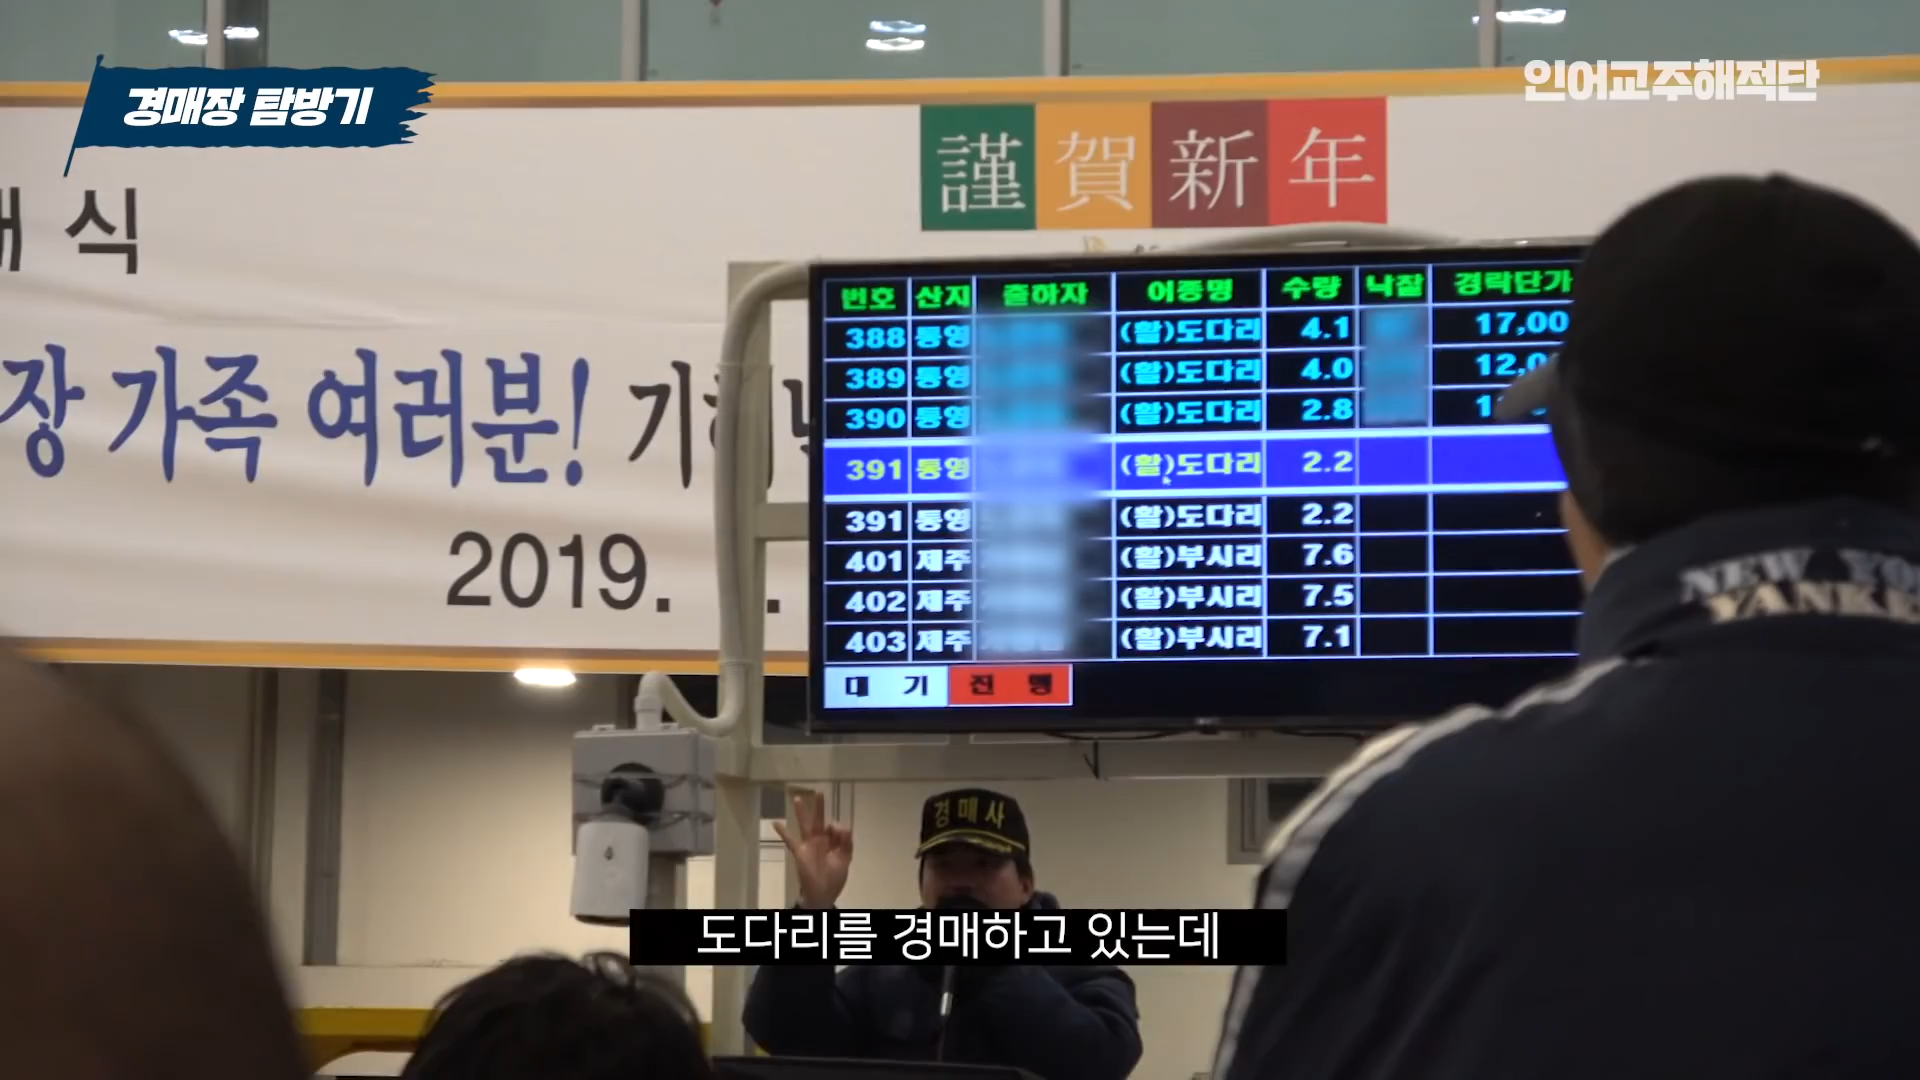 경매장 탐방기
인어교주해적단
謹賀新年
식
장 가족 여러분!
2019.
번호 산지 출하자 어종명 수량 낙찰 경락단가
388 통영 (활)도다리 4.1 17,00
389 통영 (활)도다리 4.0 12,0
390 통영 (활)도다리 2.8
391 통영 (활)도다리 2.2
391 통영 (활)도다리 2.2
401 제주 (활)부시리 7.6
402 제주 (활)부시리 7.5
403 제주 (활)부시리 7.1
대 기 진 행
NEW YO
YANKE
경매사
도다리를 경매하고 있는데